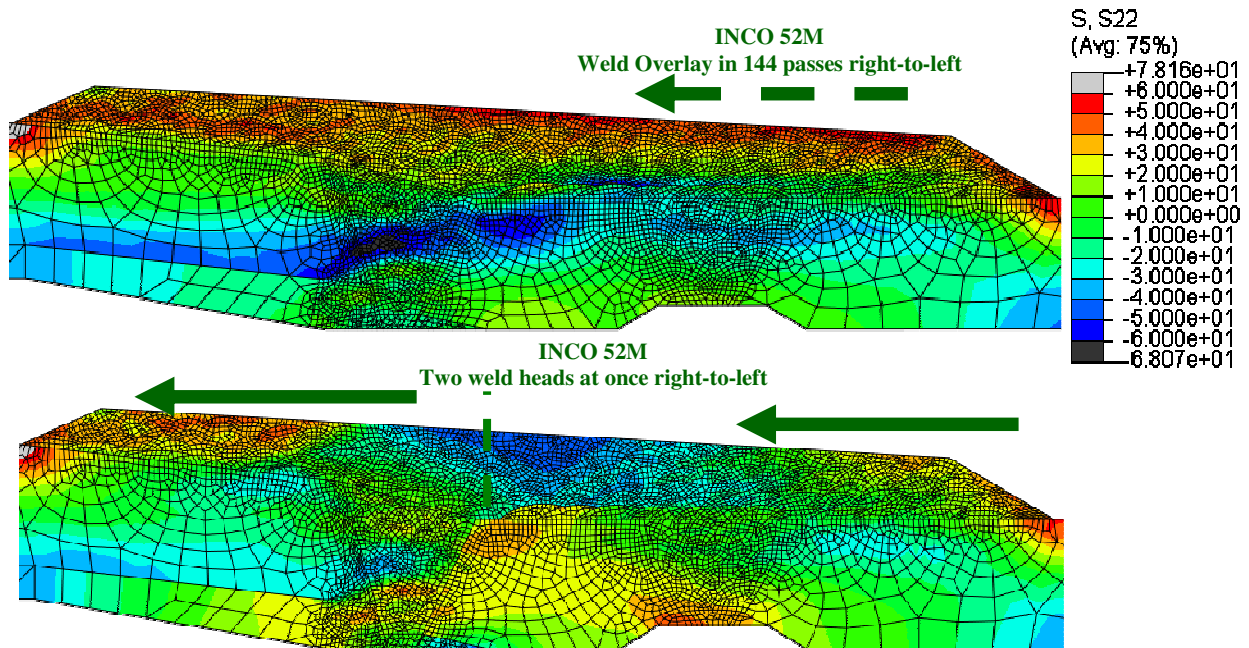 S, S22
(Avg: 75%)
+7.816e+01
+6.000e+01
+5.000e+01
+4.000e+01
+3.000e+01
+2.000e+01
+1.000e+01
+0.000e+00
-1.000e+01
-2.000e+01
-3.000e+01
-4.000e+01
-5.000e+01
-6.000e+01
-6.807e+01
INCO 52M
Weld Overlay in 144 passes right-to-left
INCO 52M
Two weld heads at once right-to-left